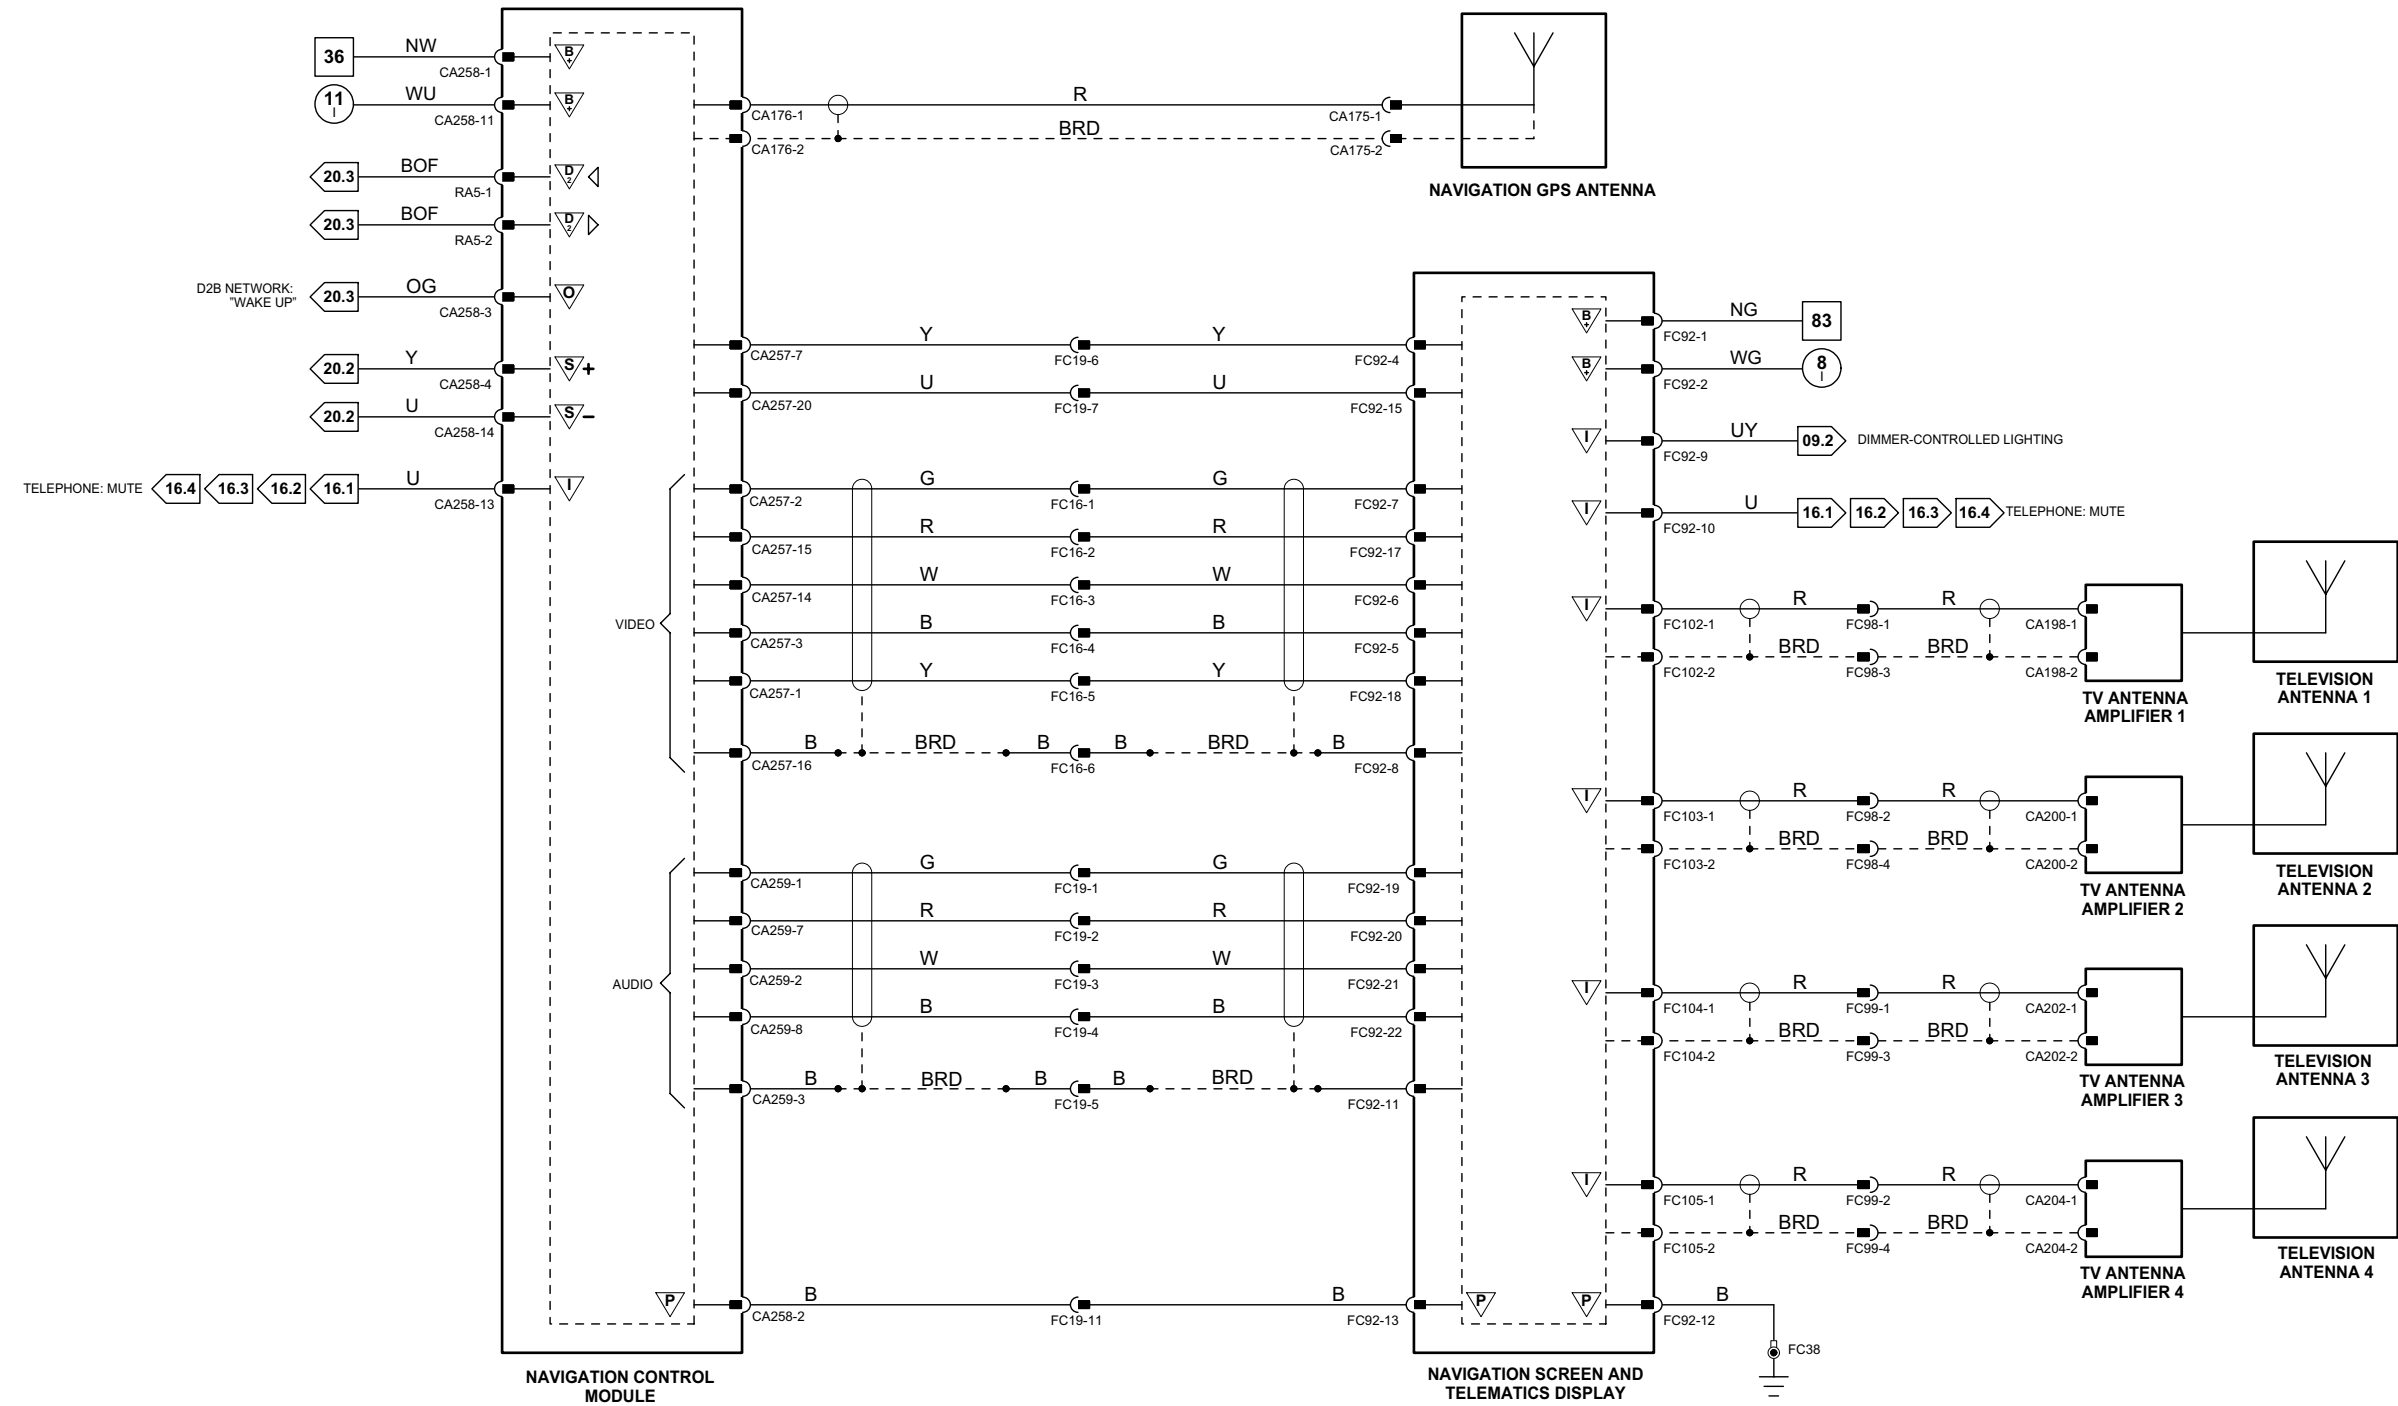 36
NW
CA258-1
B
+
11
I
WU
CA258-11
B
+
20.3
BOF
RA5-1
D
2
20.3
BOF
RA5-2
D
2
D2B NETWORK:
"WAKE UP"
20.3
OG
CA258-3
O
20.2
Y
CA258-4
S
+
20.2
U
CA258-14
S
–
TELEPHONE: MUTE
16.4
16.3
16.2
16.1
U
CA258-13
I
CA176-1
R
CA175-1
CA176-2
BRD
CA175-2
NAVIGATION GPS ANTENNA
CA257-7
Y
FC19-6
Y
FC92-4
CA257-20
U
FC19-7
U
FC92-15
VIDEO
CA257-2
G
FC16-1
G
FC92-7
CA257-15
R
FC16-2
R
FC92-17
CA257-14
W
FC16-3
W
FC92-6
CA257-3
B
FC16-4
B
FC92-5
CA257-1
Y
FC16-5
Y
FC92-18
CA257-16
B
BRD
B
FC16-6
B
BRD
B
FC92-8
AUDIO
CA259-1
G
FC19-1
G
FC92-19
CA259-7
R
FC19-2
R
FC92-20
CA259-2
W
FC19-3
W
FC92-21
CA259-8
B
FC19-4
B
FC92-22
CA259-3
B
BRD
B
FC19-5
B
BRD
FC92-11
P
CA258-2
B
FC19-11
B
FC92-13
P
NAVIGATION CONTROL
MODULE
B
+
FC92-1
NG
83
B
+
FC92-2
WG
8
I
I
FC92-9
UY
09.2
DIMMER-CONTROLLED LIGHTING
I
FC92-10
U
16.1
16.2
16.3
16.4
TELEPHONE: MUTE
I
FC102-1
R
FC98-1
R
CA198-1
FC102-2
BRD
FC98-3
BRD
CA198-2
TV ANTENNA
AMPLIFIER 1
TELEVISION
ANTENNA 1
I
FC103-1
R
FC98-2
R
CA200-1
FC103-2
BRD
FC98-4
BRD
CA200-2
TV ANTENNA
AMPLIFIER 2
TELEVISION
ANTENNA 2
I
FC104-1
R
FC99-1
R
CA202-1
FC104-2
BRD
FC99-3
BRD
CA202-2
TV ANTENNA
AMPLIFIER 3
TELEVISION
ANTENNA 3
I
FC105-1
R
FC99-2
R
CA204-1
FC105-2
BRD
FC99-4
BRD
CA204-2
TV ANTENNA
AMPLIFIER 4
TELEVISION
ANTENNA 4
P
FC92-12
B
FC38
NAVIGATION SCREEN AND
TELEMATICS DISPLAY